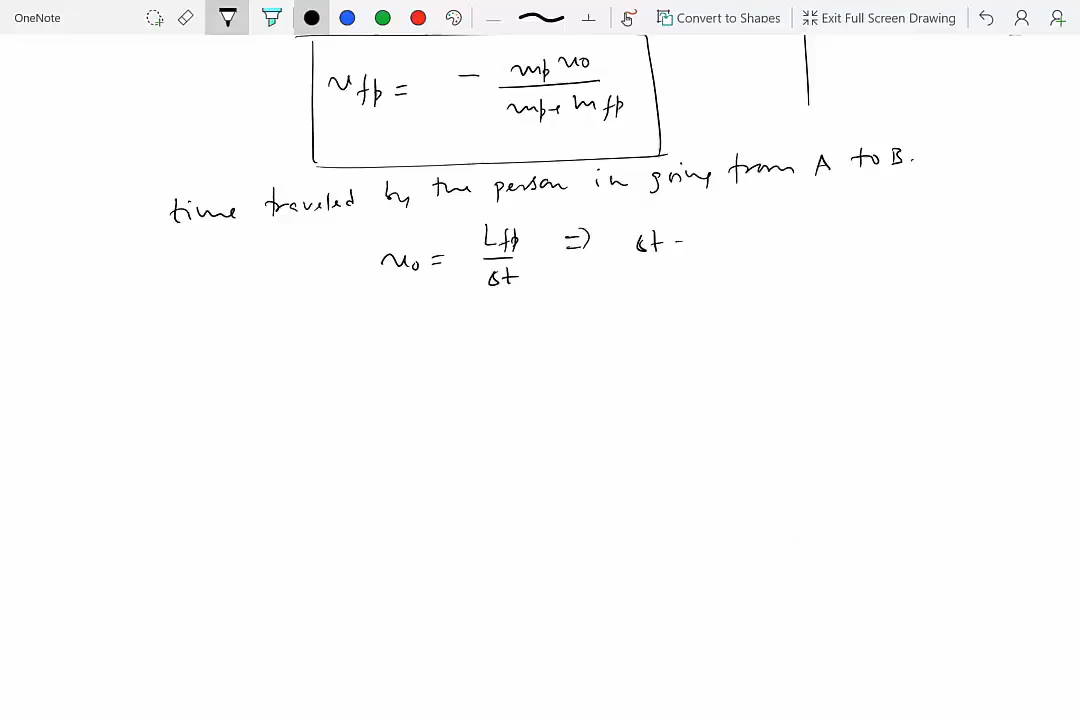 OneNote
Convert to Shapes
Exit Full Screen Drawing
v_fp = - m_p v_0 / (m_p + m_fp)
time traveled by the person in going from A to B.
v_0 = L_fp / δt ⇒ δt -